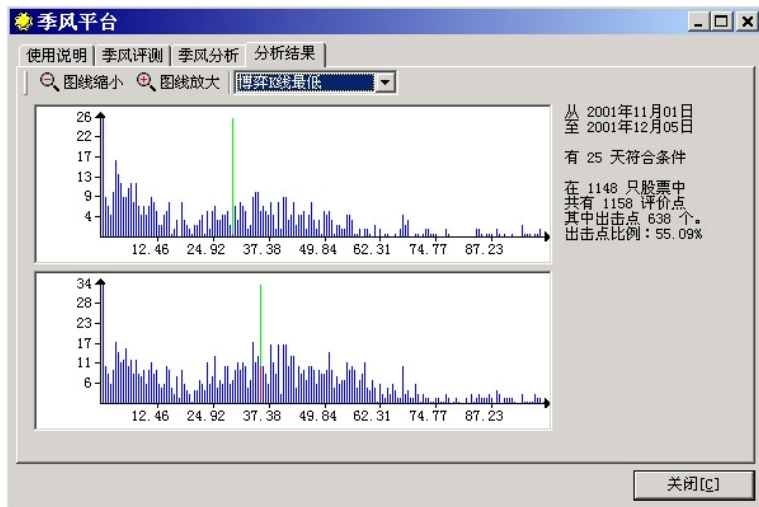 季风平台
使用说明 季风评测 季风分析 分析结果
图线缩小 图线放大 博弈K线最低
26
22
17
13
9
4
12.46 24.92 37.38 49.84 62.31 74.77 87.23
34
28
23
17
11
6
12.46 24.92 37.38 49.84 62.31 74.77 87.23
从 2001年11月01日
至 2001年12月05日
有 25 天符合条件
在 1148 只股票中
共有 1158 评价点
其中出击点 638 个。
出击点比例：55.09%
关闭[C]